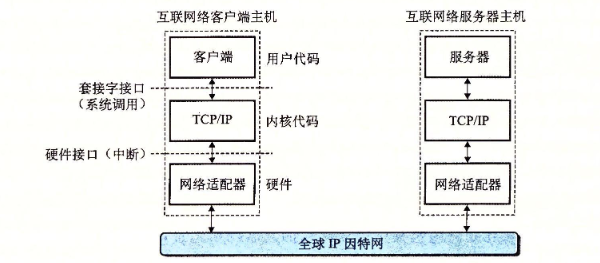 互联网络客户端主机
互联网络服务器主机
客户端
用户代码
服务器
套接字接口
（系统调用）
TCP/IP
内核代码
TCP/IP
硬件接口（中断）
网络适配器
硬件
网络适配器
全球 IP 因特网